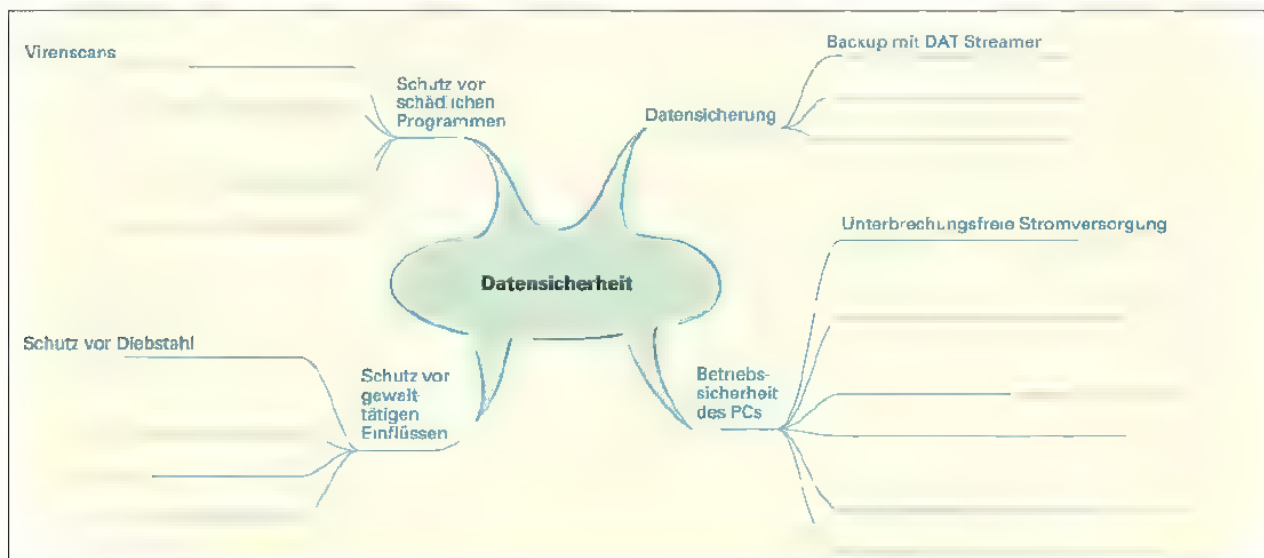 Virenscans
Schutz vor
schädlichen
Programmen
Backup mit DAT Streamer
Datensicherung
Unterbrechungsfreie Stromversorgung
Datensicherheit
Schutz vor Diebstahl
Schutz vor
gewalt
tätigen
Einflüssen
Betriebs-
sicherheit
des PCs